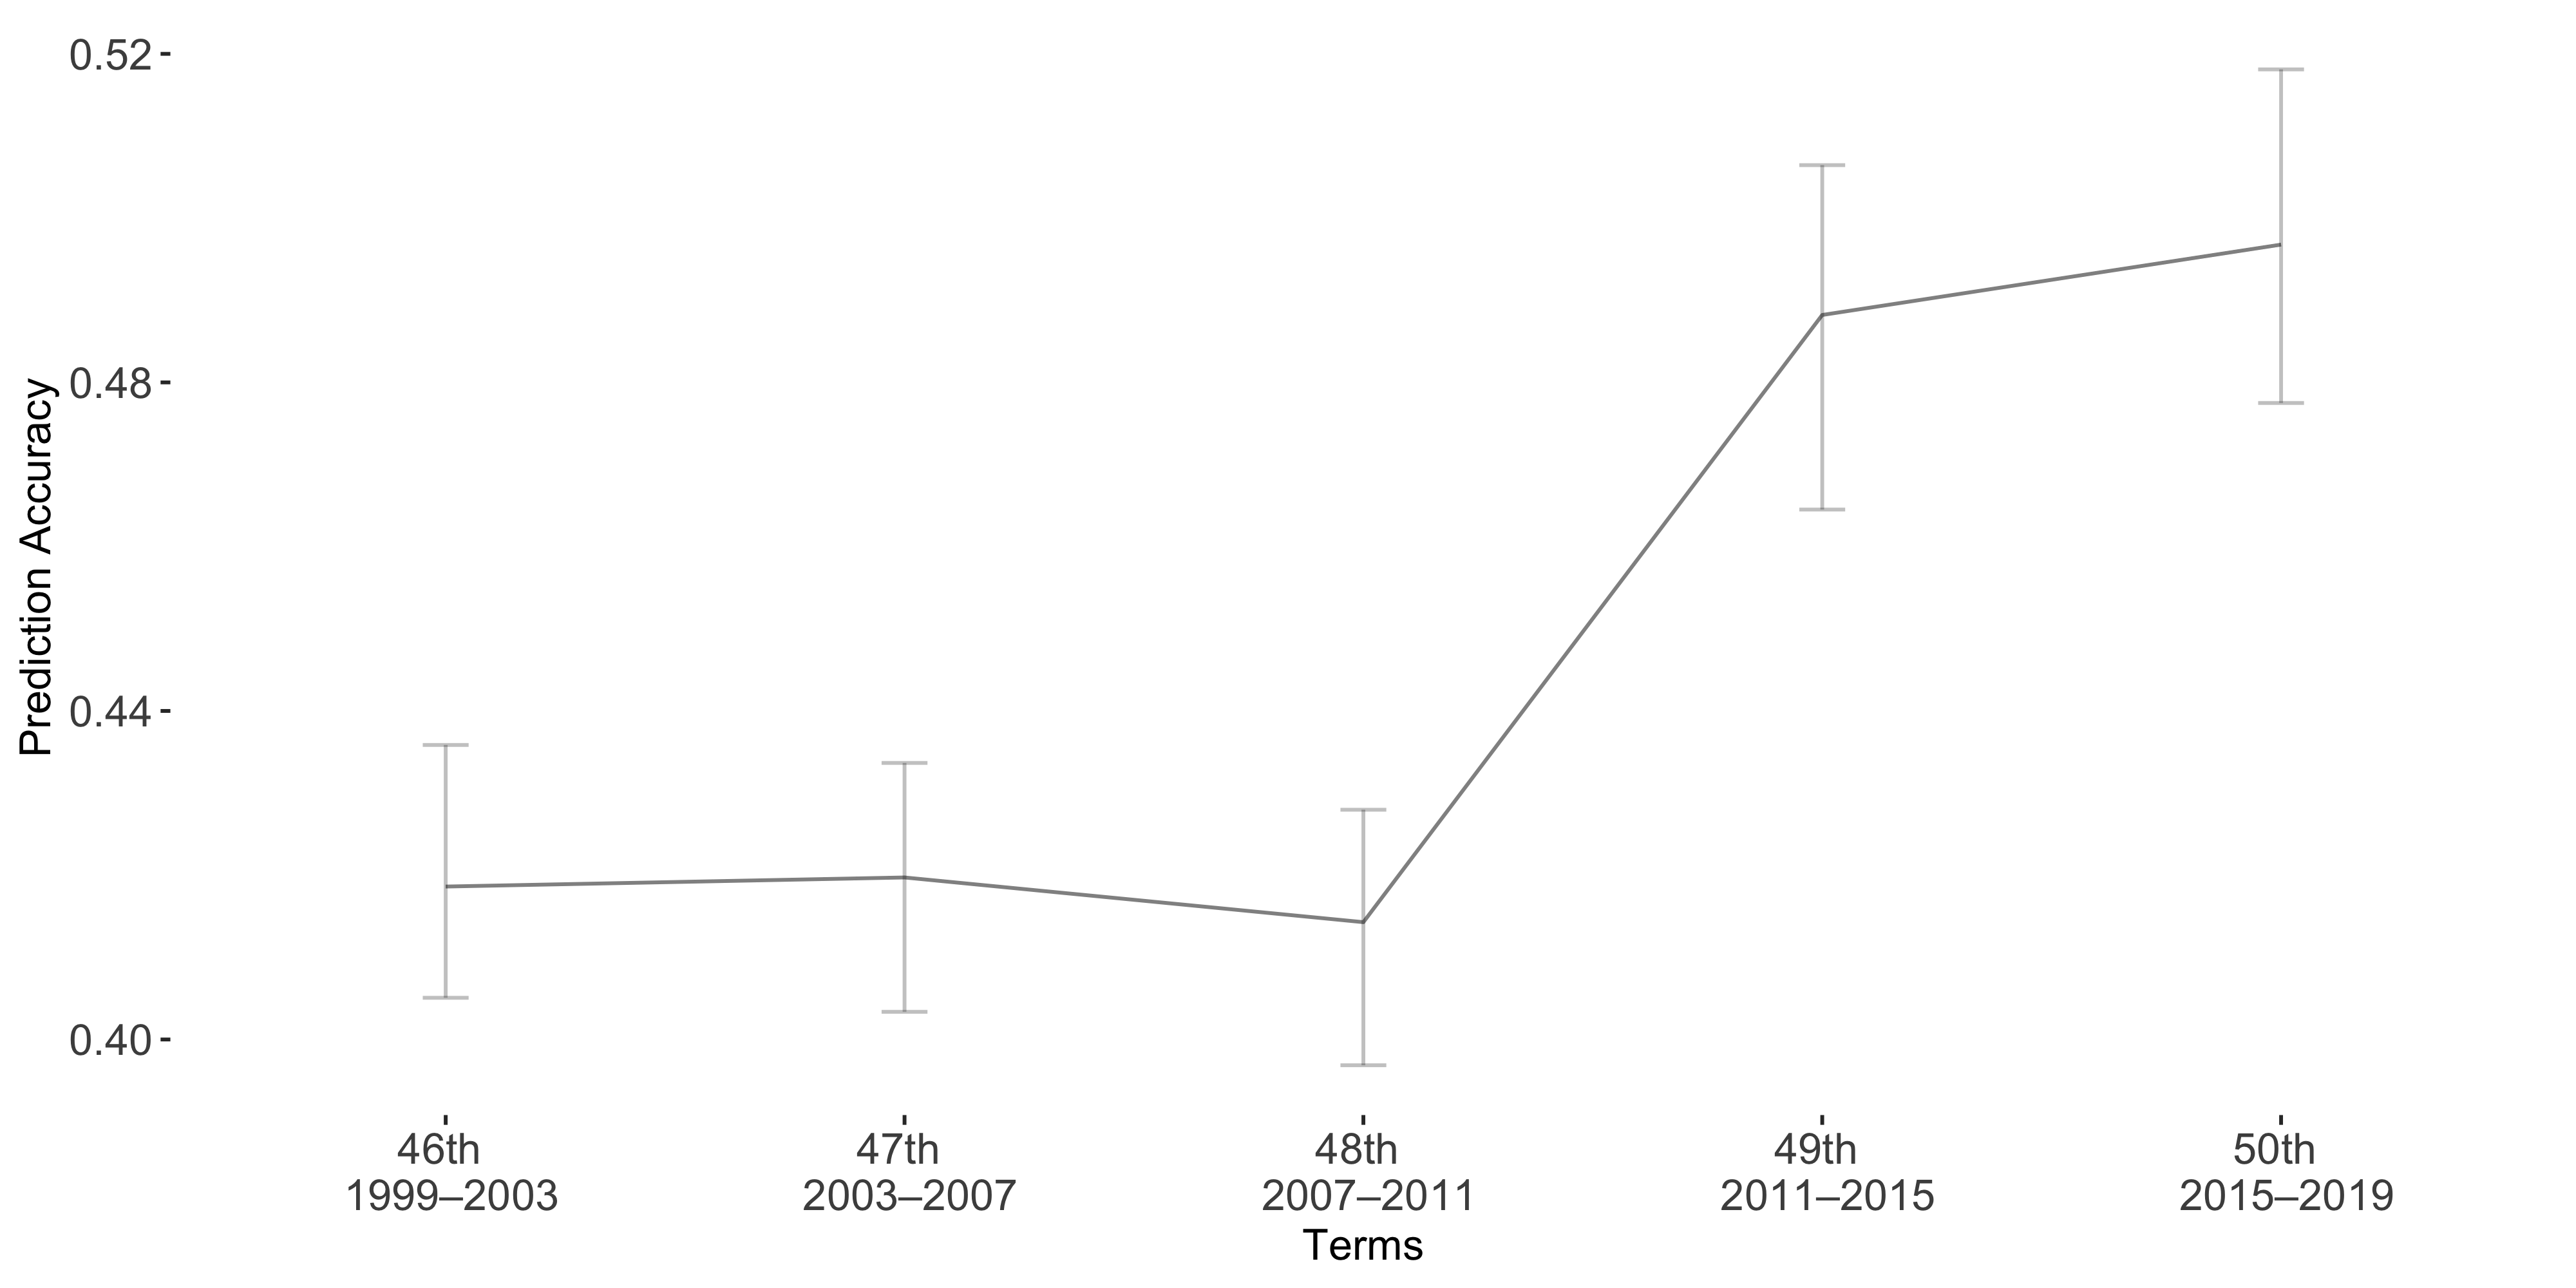 0.52
0.48
0.44
0.40
Prediction Accuracy
46th
1999–2003
47th
2003–2007
48th
2007–2011
49th
2011–2015
50th
2015–2019
Terms